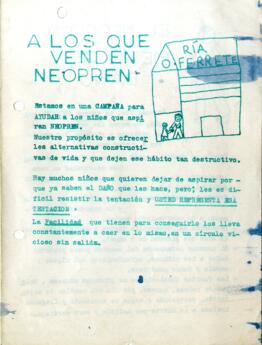 A LOS QUE
VENDEN
NEOPREN
RÍA
O FERRETE
Estamos en una CAMPAÑA para
AYUDAR a los niños que aspi
ran NEOPREN.
Nuestro propósito es ofrecer
les alternativas constructi-
vas de vida y que dejen ese hábito tan destructivo.
Hay muchos niños que quieren dejar de aspirar por-
que ya saben el DAÑO que les hace, pero; les es di-
fícil resistir la tentación y USTED REPRESENTA ESA
TENTACION.
La Facilidad que tienen para conseguirlo los lleva
constantemente a caer en lo mismo, en un círculo vi-
cioso sin salida.